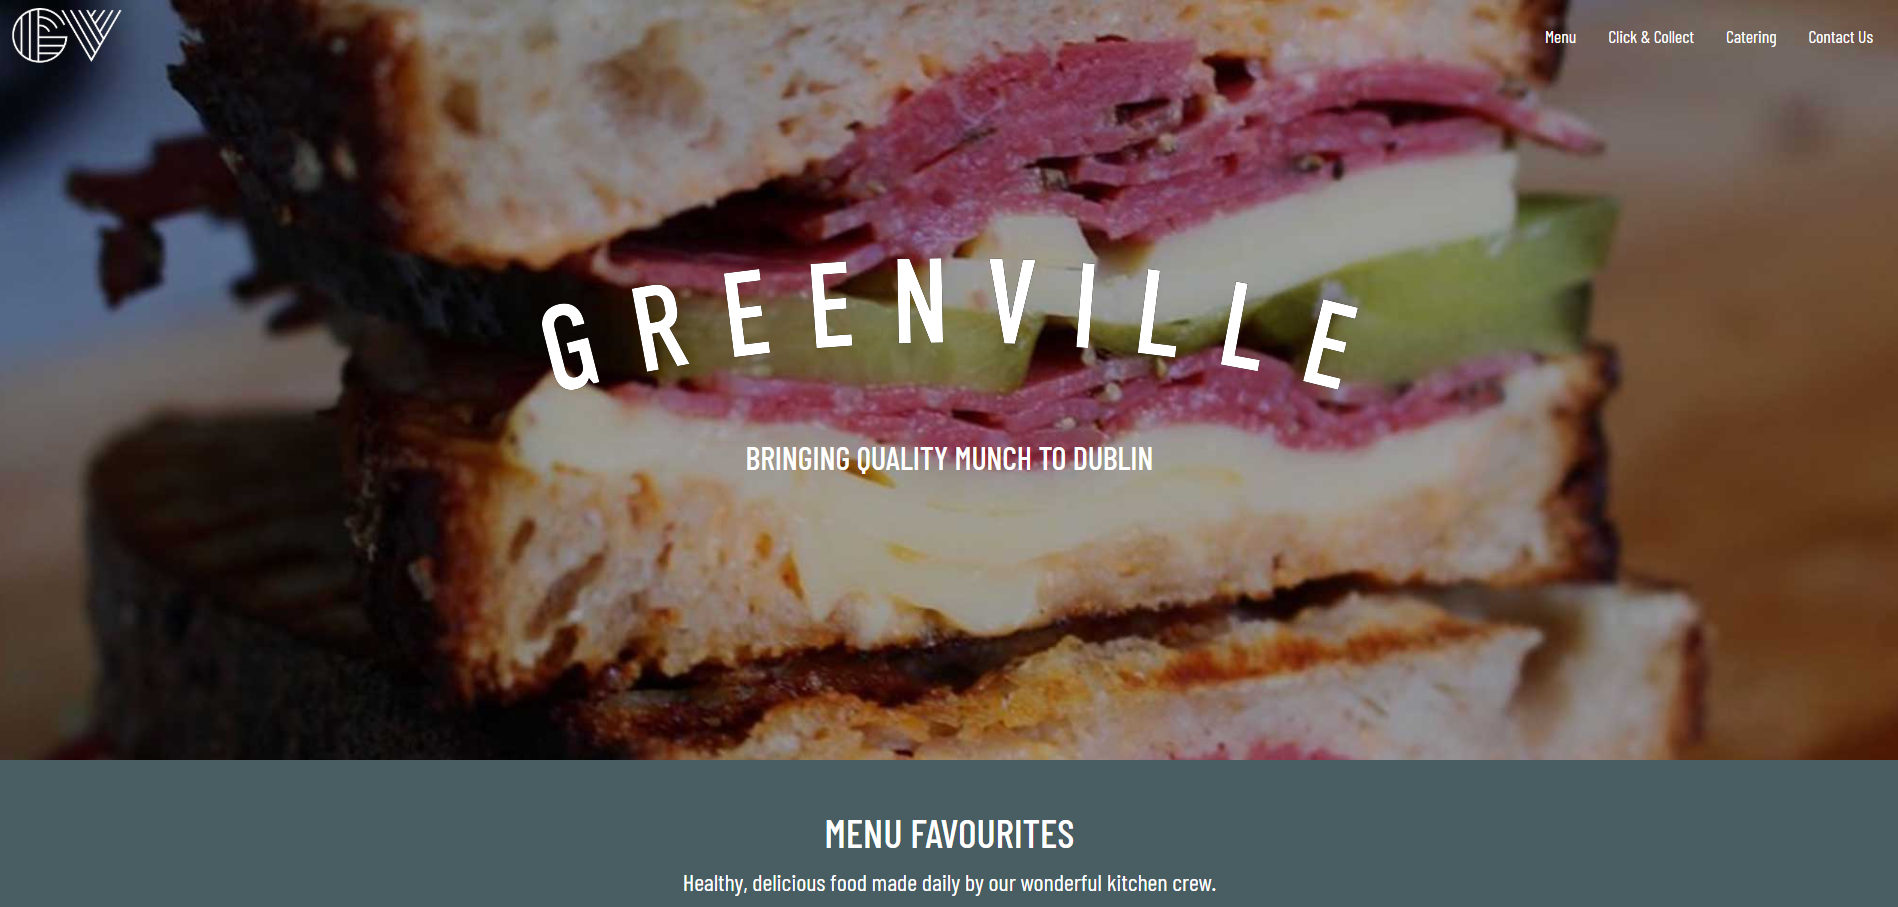 GV
Menu Click & Collect Catering Contact Us
GREENVILLE
BRINGING QUALITY MUNCH TO DUBLIN
MENU FAVOURITES
Healthy, delicious food made daily by our wonderful kitchen crew.